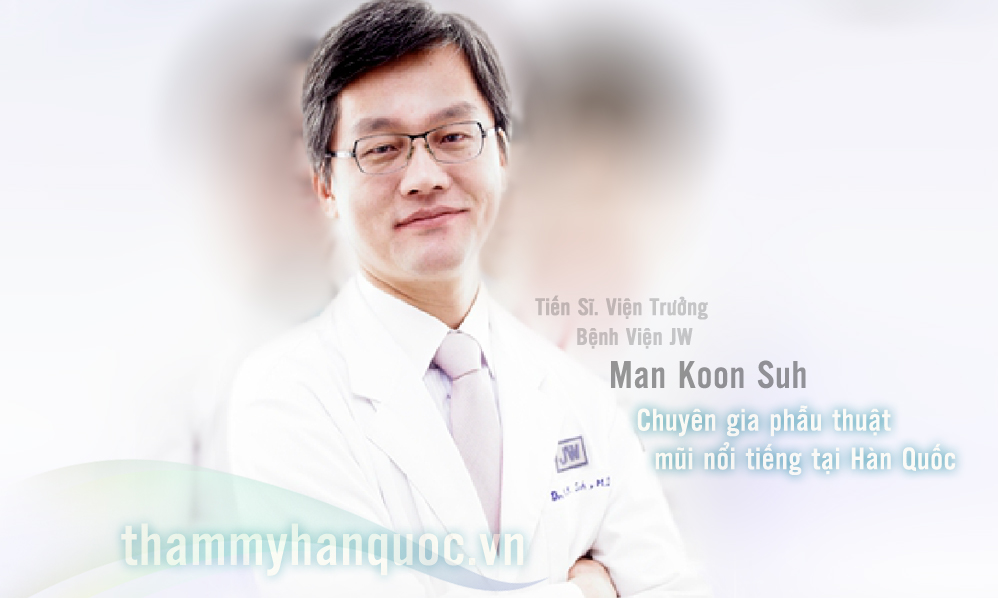 Tiến Sĩ. Viện Trưởng
Bệnh Viện JW
Man Koon Suh
Chuyên gia phẫu thuật
mũi nổi tiếng tại Hàn Quốc
JW
thammyhanquoc.vn